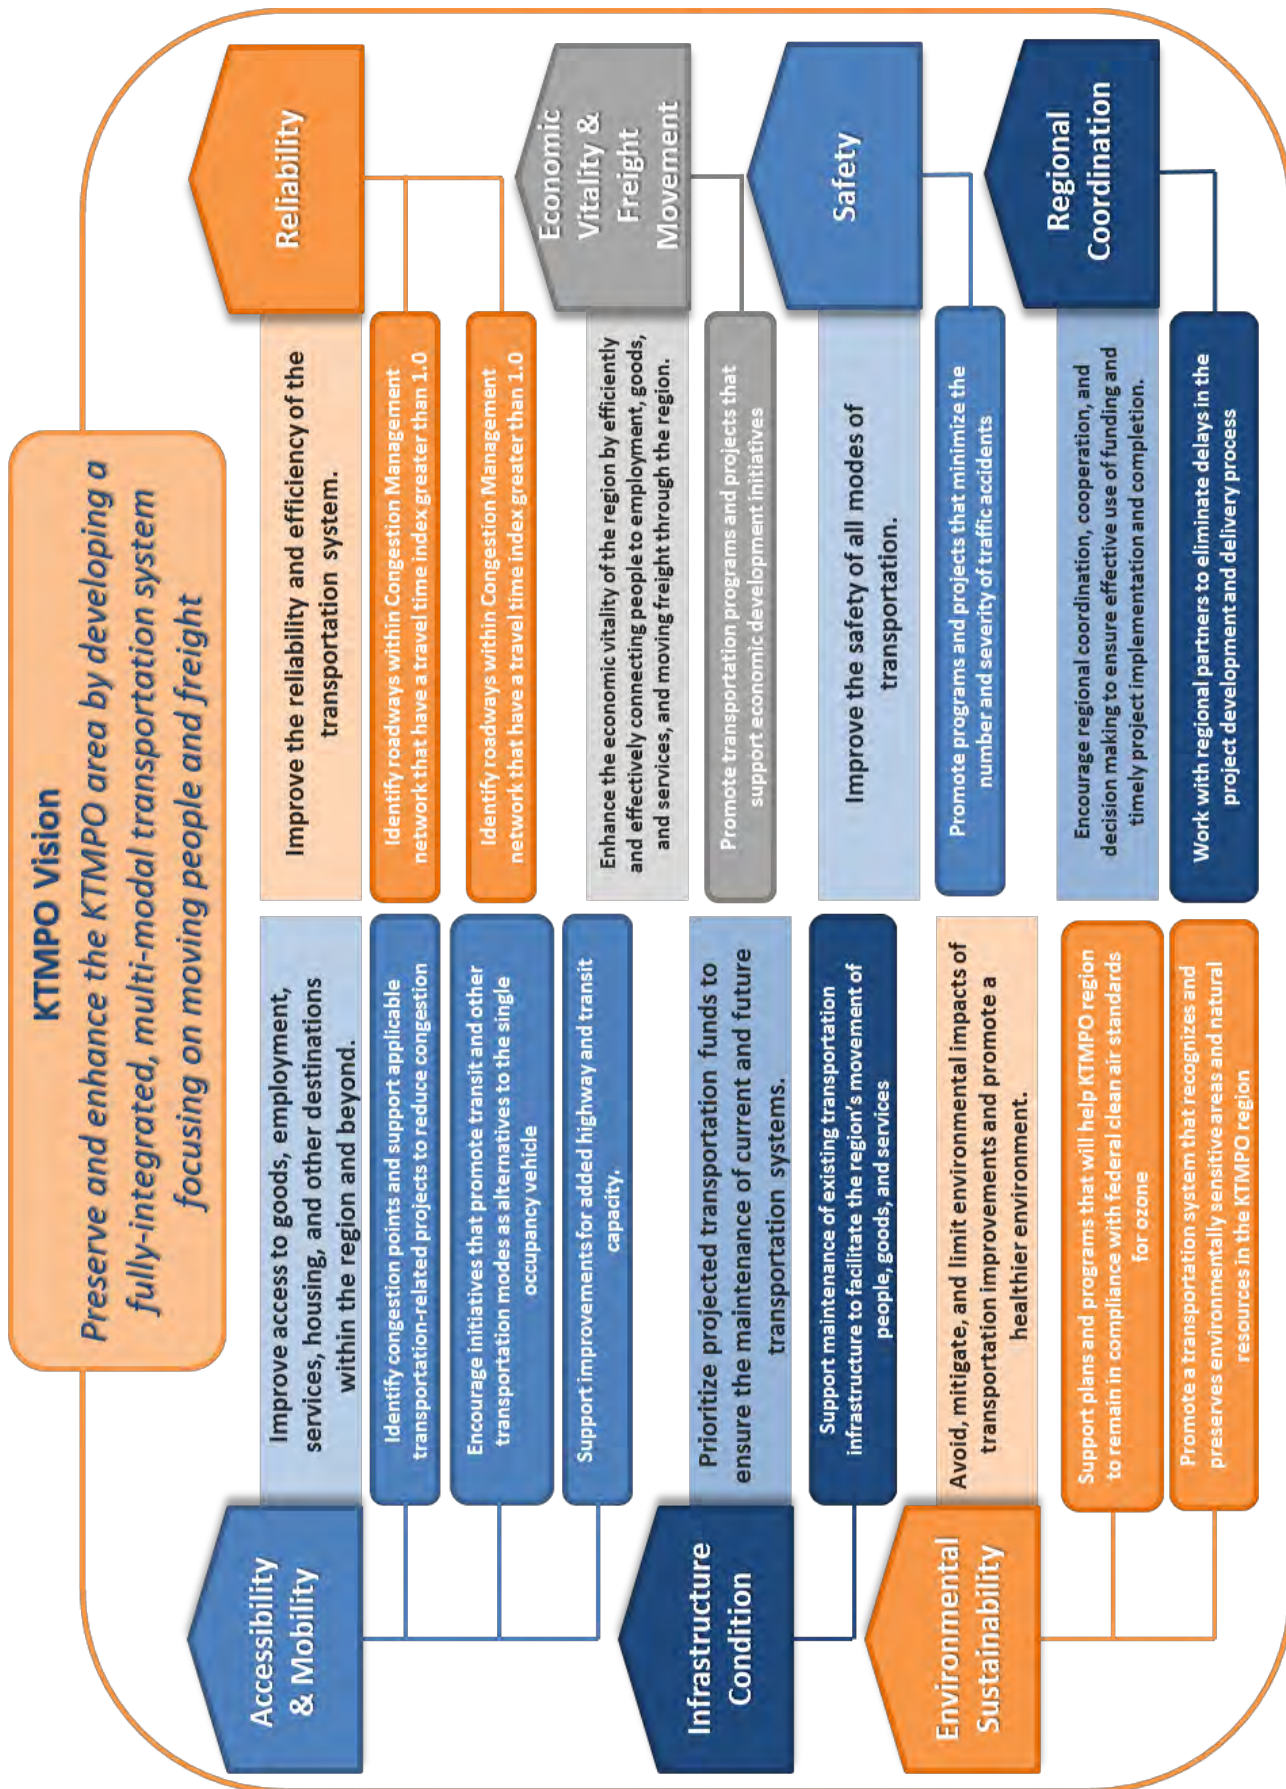 KTMPO Vision
Preserve and enhance the KTMPO area by developing a
fully-integrated, multi-modal transportation system
focusing on moving people and freight
Accessibility
& Mobility
Improve access to goods, employment,
services, housing, and other destinations
within the region and beyond.
Identify congestion points and support applicable
transportation-related projects to reduce congestion
Encourage initiatives that promote transit and other
transportation modes as alternatives to the single
occupancy vehicle
Support improvements for added highway and transit
capacity.
Infrastructure
Condition
Prioritize projected transportation funds to
ensure the maintenance of current and future
transportation systems.
Support maintenance of existing transportation
infrastructure to facilitate the region's movement of
people, goods, and services
Environmental
Sustainability
Avoid, mitigate, and limit environmental impacts of
transportation improvements and promote a
healthier environment.
Support plans and programs that will help KTMPO region
to remain in compliance with federal clean air standards
for ozone
Promote a transportation system that recognizes and
preserves environmentally sensitive areas and natural
resources in the KTMPO region
Reliability
Improve the reliability and efficiency of the
transportation system.
Identify roadways within Congestion Management
network that have a travel time index greater than 1.0
Identify roadways within Congestion Management
network that have a travel time index greater than 1.0
Economic
Vitality &
Freight
Movement
Enhance the economic vitality of the region by efficiently
and effectively connecting people to employment, goods,
and services, and moving freight through the region.
Promote transportation programs and projects that
support economic development initiatives
Safety
Improve the safety of all modes of
transportation.
Promote programs and projects that minimize the
number and severity of traffic accidents
Regional
Coordination
Encourage regional coordination, cooperation, and
decision making to ensure effective use of funding and
timely project implementation and completion.
Work with regional partners to eliminate delays in the
project development and delivery process